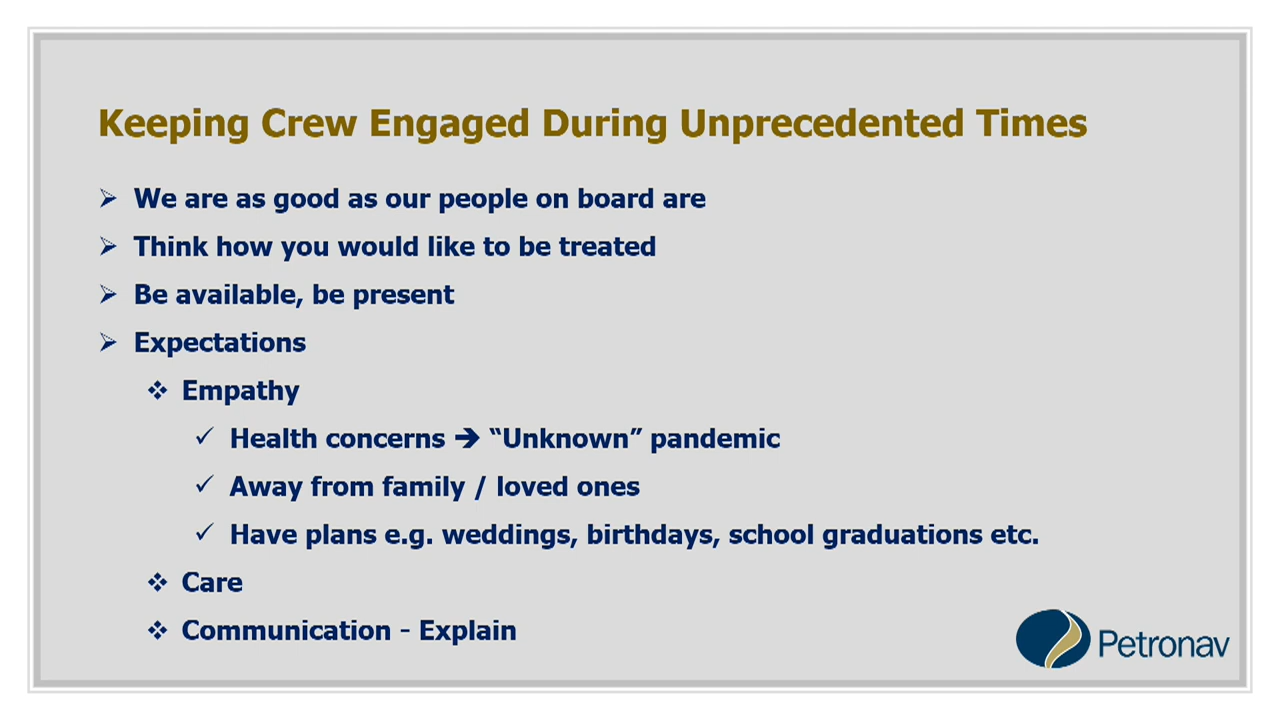 Keeping Crew Engaged During Unprecedented Times
We are as good as our people on board are
Think how you would like to be treated
Be available, be present
Expectations
Empathy
Health concerns → “Unknown” pandemic
Away from family / loved ones
Have plans e.g. weddings, birthdays, school graduations etc.
Care
Communication - Explain
Petronav